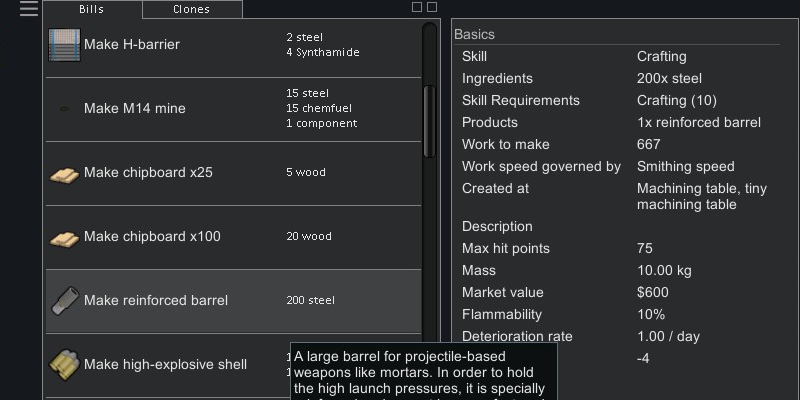 Bills
Clones
Make H-barrier
2 steel
4 Synthamide
Make M14 mine
15 steel
15 chemfuel
1 component
Make chipboard x25
5 wood
Make chipboard x100
20 wood
Make reinforced barrel
200 steel
Make high-explosive shell
A large barrel for projectile-based
weapons like mortars. In order to hold
the high launch pressures, it is specially
Basics
Skill Crafting
Ingredients 200x steel
Skill Requirements Crafting (10)
Products 1x reinforced barrel
Work to make 667
Work speed governed by Smithing speed
Created at Machining table, tiny
machining table
Description
Max hit points 75
Mass 10.00 kg
Market value $600
Flammability 10%
Deterioration rate 1.00 / day
-4